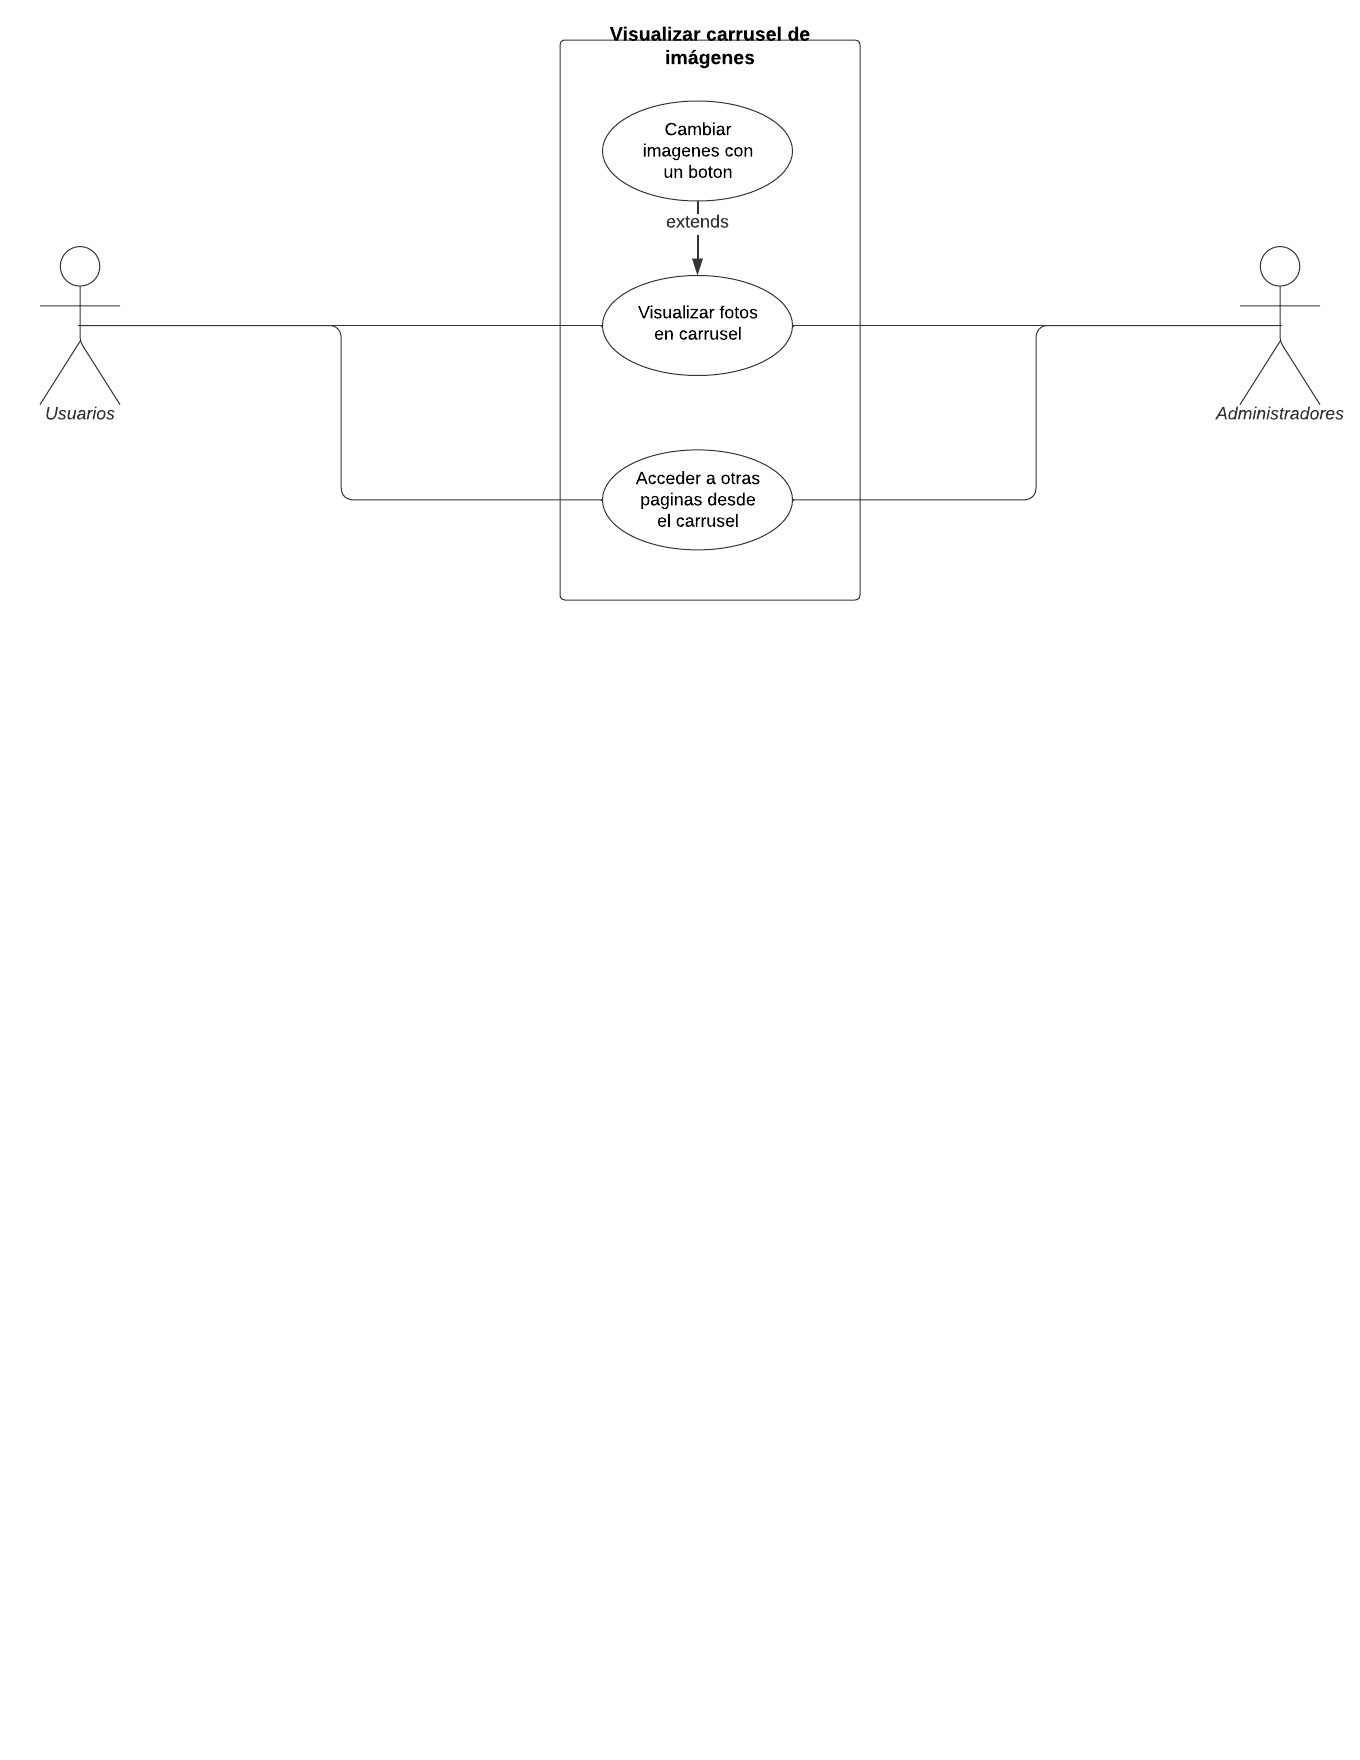 Visualizar carrusel de
imágenes
Cambiar
imagenes con
un boton
extends
Visualizar fotos
en carrusel
Usuarios
Administradores
Acceder a otras
paginas desde
el carrusel